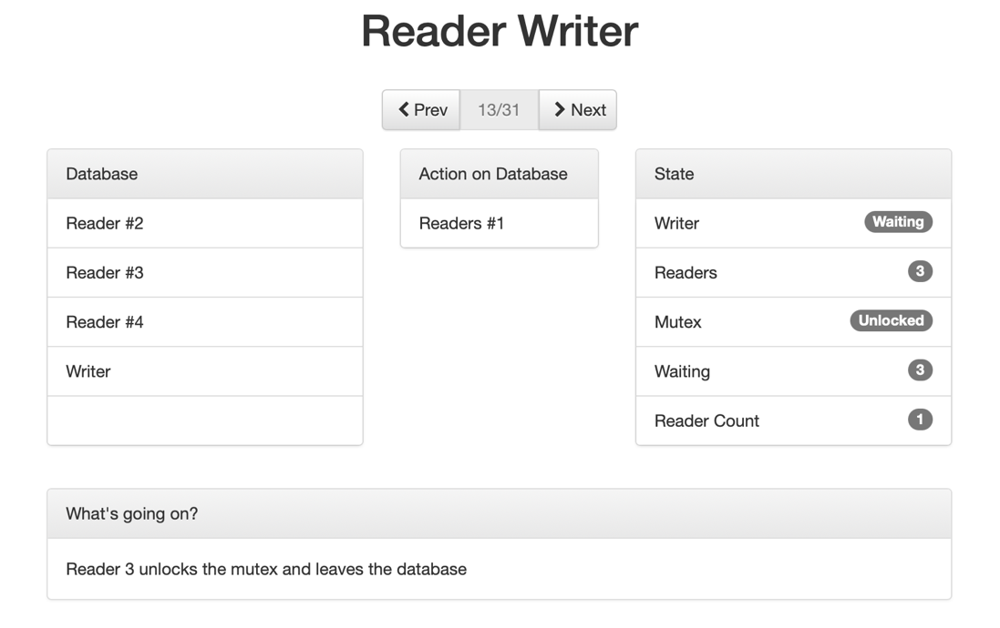 Reader Writer
Prev 13/31 Next
Database
Reader #2
Reader #3
Reader #4
Writer
Action on Database
Readers #1
State
Writer Waiting
Readers 3
Mutex Unlocked
Waiting 3
Reader Count 1
What's going on?
Reader 3 unlocks the mutex and leaves the database